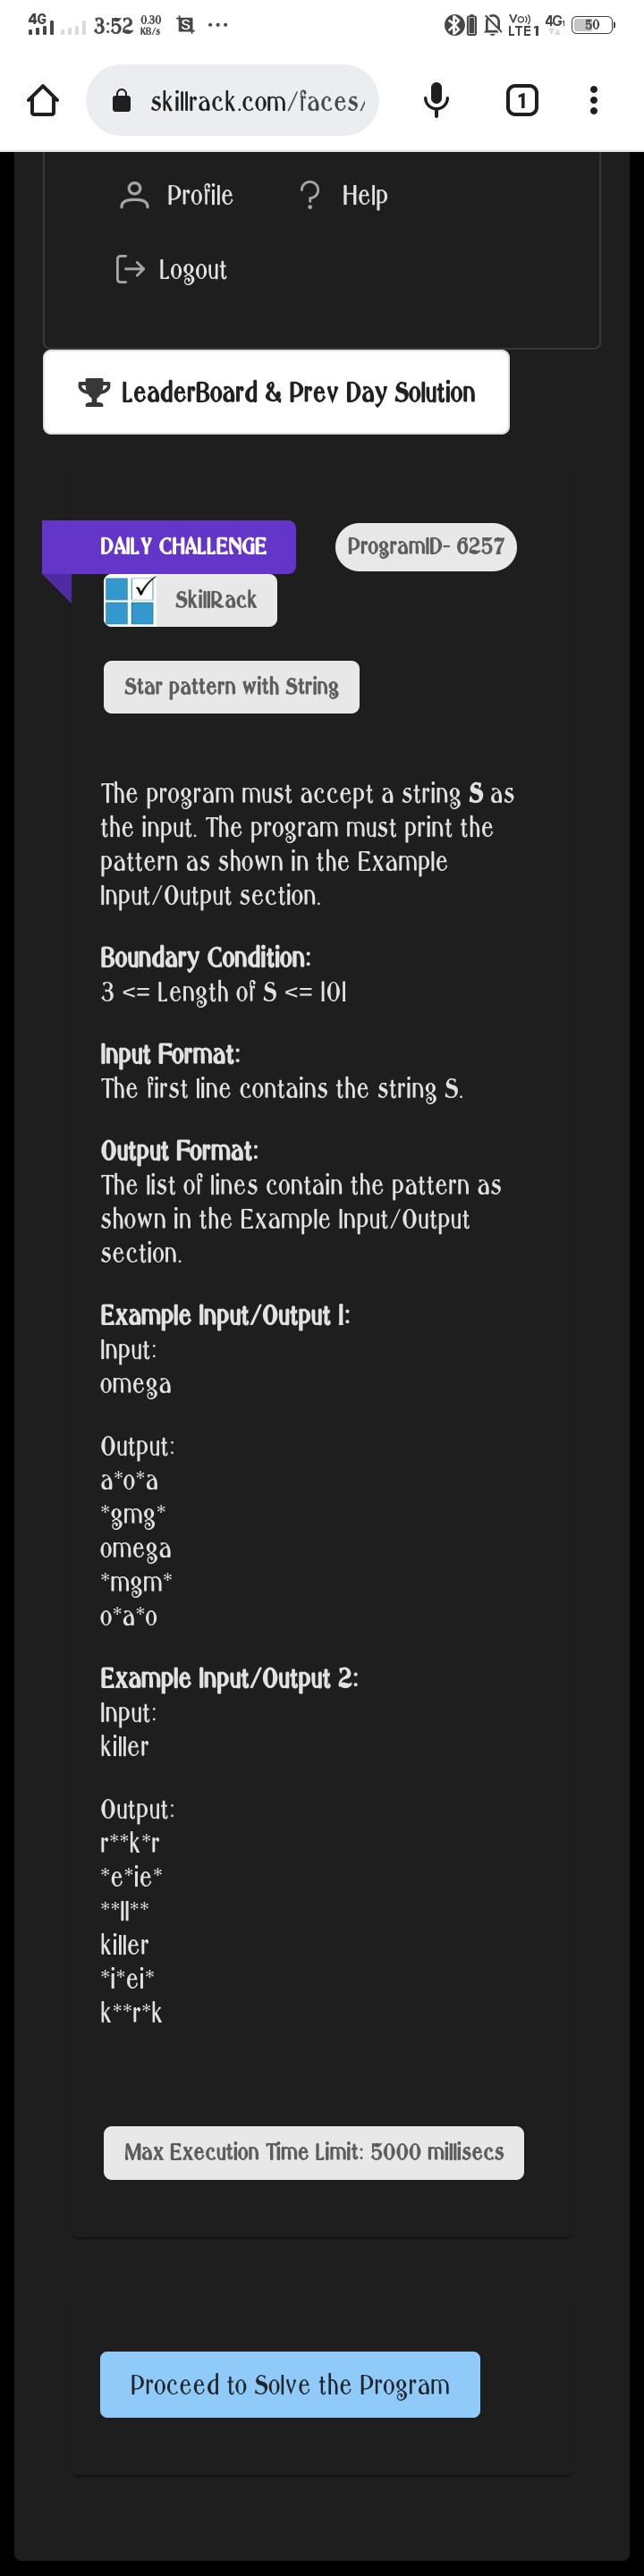 4G
3:52 0.30 KB/s S ...
Vo)) LTE1 4G 50
skillrack.com/faces/
1
Profile ? Help
Logout
LeaderBoard & Prev Day Solution
DAILY CHALLENGE ProgramID- 6257
SkillRack
Star pattern with String
The program must accept a string S as
the input. The program must print the
pattern as shown in the Example
Input/Output section.
Boundary Condition:
3 <= Length of S <= 101
Input Format:
The first line contains the string S.
Output Format:
The list of lines contain the pattern as
shown in the Example Input/Output
section.
Example Input/Output 1:
Input:
omega
Output:
a*o*a
*gmg*
omega
*mgm*
o*a*o
Example Input/Output 2:
Input:
killer
Output:
r**k*r
*e*ie*
**ll**
killer
*i*ei*
k**r*k
Max Execution Time Limit: 5000 millisecs
Proceed to Solve the Program